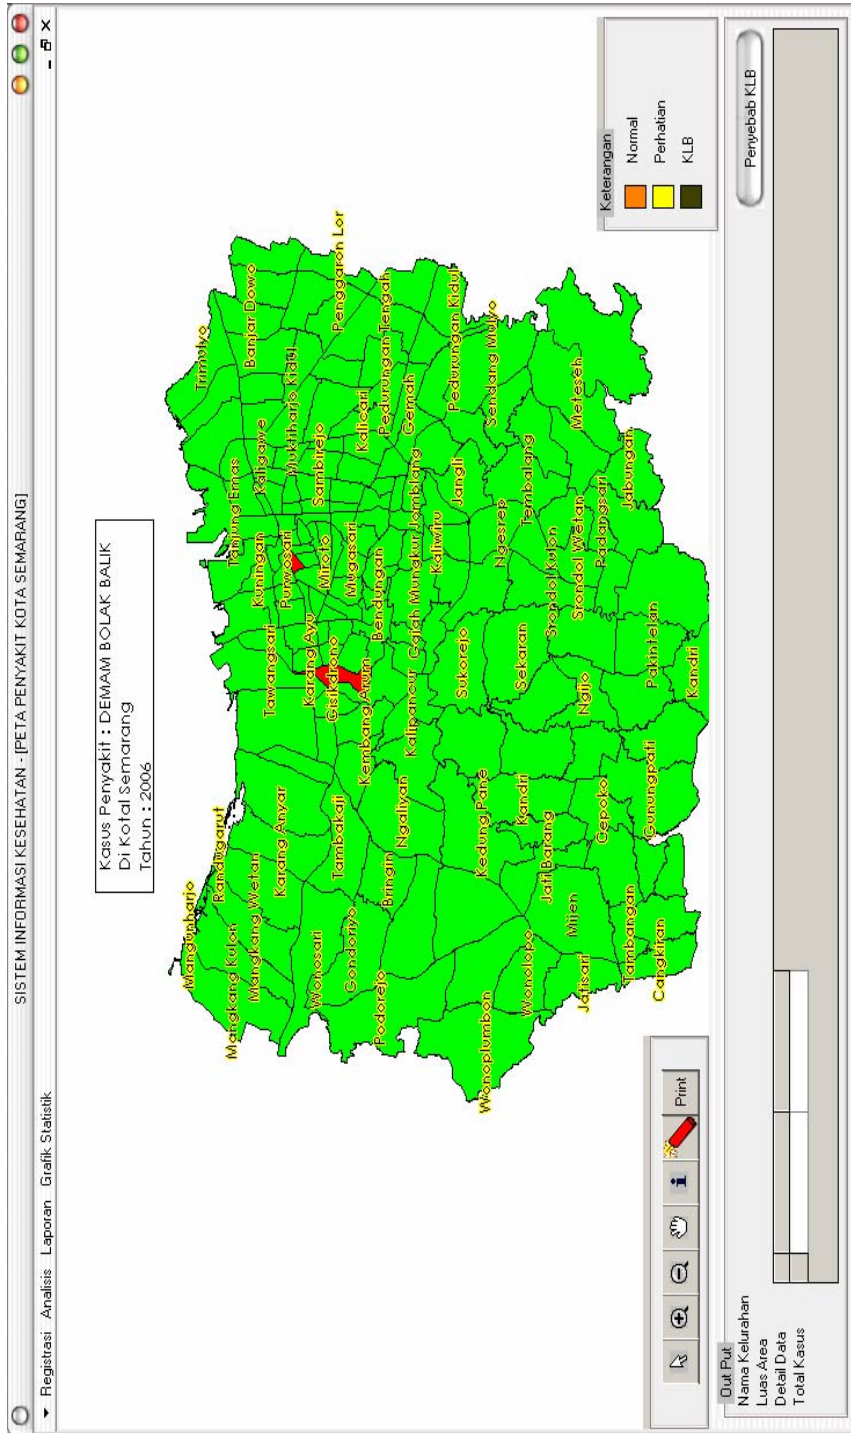 SISTEM INFORMASI KESEHATAN - [PETA PENYAKIT KOTA SEMARANG]
Registrasi Analisis Laporan Grafik Statistik
Kasus Penyakit : DEMAM BOLAK BALIK
Di Kotal Semarang
Tahun : 2006
Mangunharjo
Trimulyo
Randugarut
Mangkang Kulon
Tanjung Emas
Banjar Dowo
Mangkang Wetan
Tawangsari
Kuningan
Kaligawe
Karang Anyar
Purwosari
Muktiharjo Kidul
Wonosari
Karang Ayu
Miroto
Sambirejo
Penggaron Lor
Tambakaji
Gisikdrono
Gondoriyo
Mugasari
Kalicari
Kembang Arum
Bendungan
Pedurungan Tengah
Podorejo
Bringin
Ngaliyan
Kalipancur
Gajah Mungkur
Jomblang
Gemah
Kaliwiru
Jangli
Pedurungan Kidul
Sukorejo
Wonoplumbon
Kedung Pane
Ngesrep
Sendang Mulyo
Wonolopo
Kandri
Sekaran
Tembalang
Jati Barang
Srondol Kulon
Mijen
Srondol Wetan
Meteseh
Jatisari
Cepoko
Ngijo
Padangsari
Tambangan
Jabungan
Gunungpati
Pakintelan
Cangkiran
Kandri
Keterangan
Normal
Perhatian
KLB
Print
Out Put
Nama Kelurahan
Luas Area
Detail Data
Total Kasus
Penyebab KLB